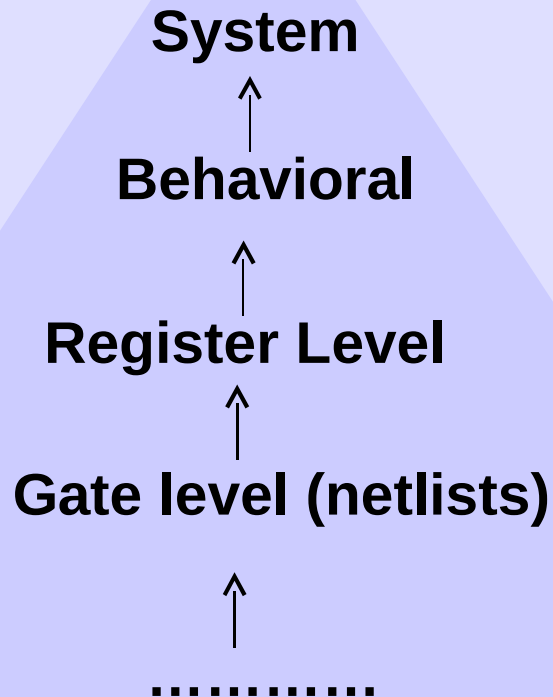 System
Behavioral
Register Level
Gate level (netlists)
............